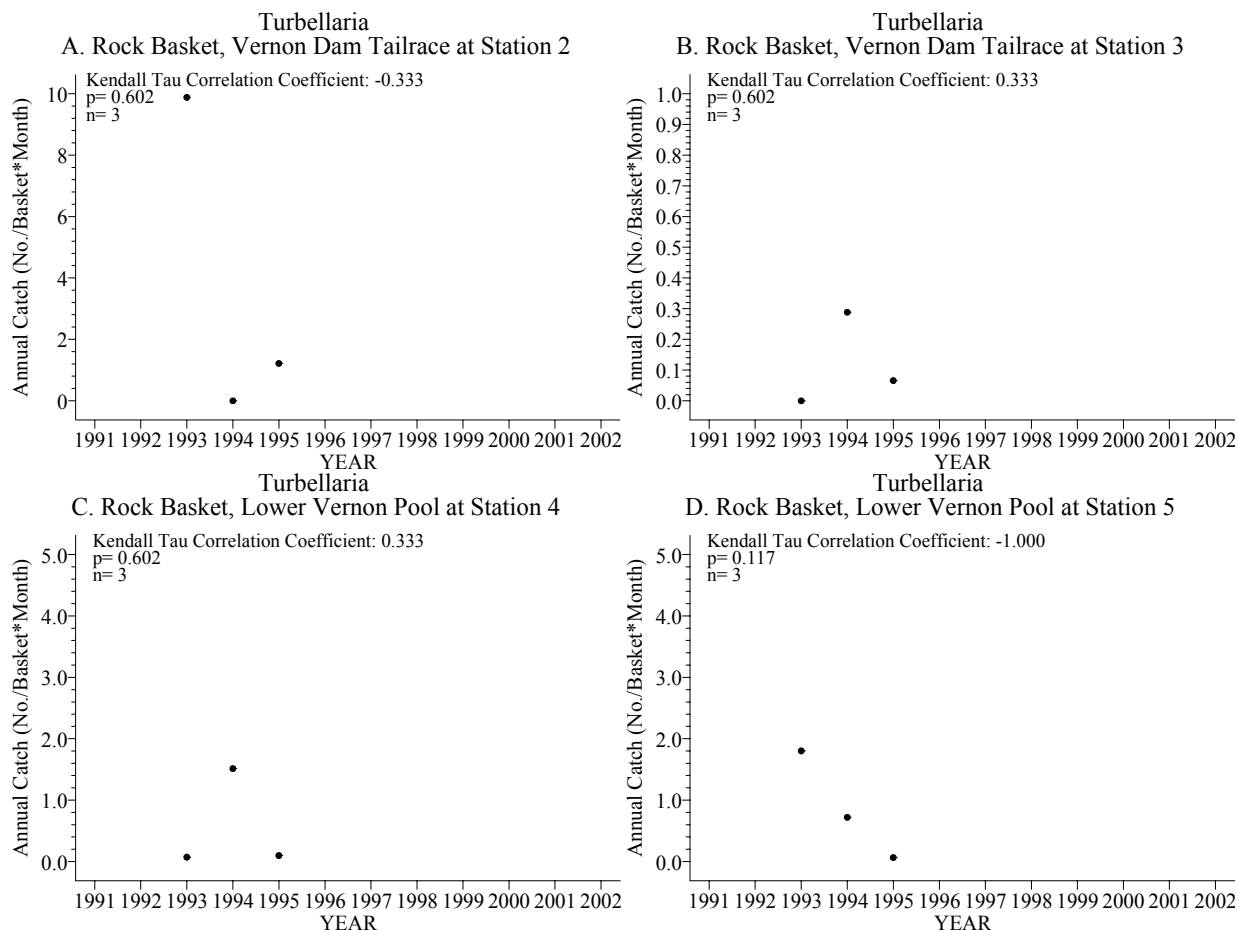 Turbellaria
A. Rock Basket, Vernon Dam Tailrace at Station 2
Kendall Tau Correlation Coefficient: -0.333
p= 0.602
n= 3
Annual Catch (No./Basket*Month)
10
8
6
4
2
0
1991 1992 1993 1994 1995 1996 1997 1998 1999 2000 2001 2002
YEAR
Turbellaria
B. Rock Basket, Vernon Dam Tailrace at Station 3
Kendall Tau Correlation Coefficient: 0.333
p= 0.602
n= 3
Annual Catch (No./Basket*Month)
1.0
0.9
0.8
0.7
0.6
0.5
0.4
0.3
0.2
0.1
0.0
1991 1992 1993 1994 1995 1996 1997 1998 1999 2000 2001 2002
YEAR
Turbellaria
C. Rock Basket, Lower Vernon Pool at Station 4
Kendall Tau Correlation Coefficient: 0.333
p= 0.602
n= 3
Annual Catch (No./Basket*Month)
5.0
4.0
3.0
2.0
1.0
0.0
1991 1992 1993 1994 1995 1996 1997 1998 1999 2000 2001 2002
YEAR
Turbellaria
D. Rock Basket, Lower Vernon Pool at Station 5
Kendall Tau Correlation Coefficient: -1.000
p= 0.117
n= 3
Annual Catch (No./Basket*Month)
5.0
4.0
3.0
2.0
1.0
0.0
1991 1992 1993 1994 1995 1996 1997 1998 1999 2000 2001 2002
YEAR